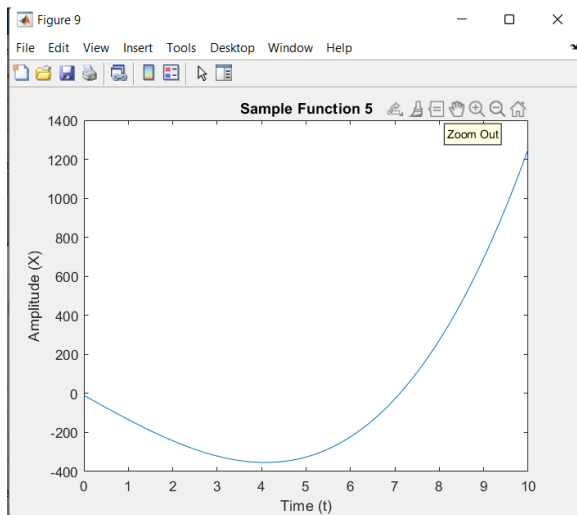 Figure 9
File Edit View Insert Tools Desktop Window Help
Sample Function 5
Zoom Out
1400
1200
1000
800
600
400
200
0
-200
-400
Amplitude (X)
0 1 2 3 4 5 6 7 8 9 10
Time (t)